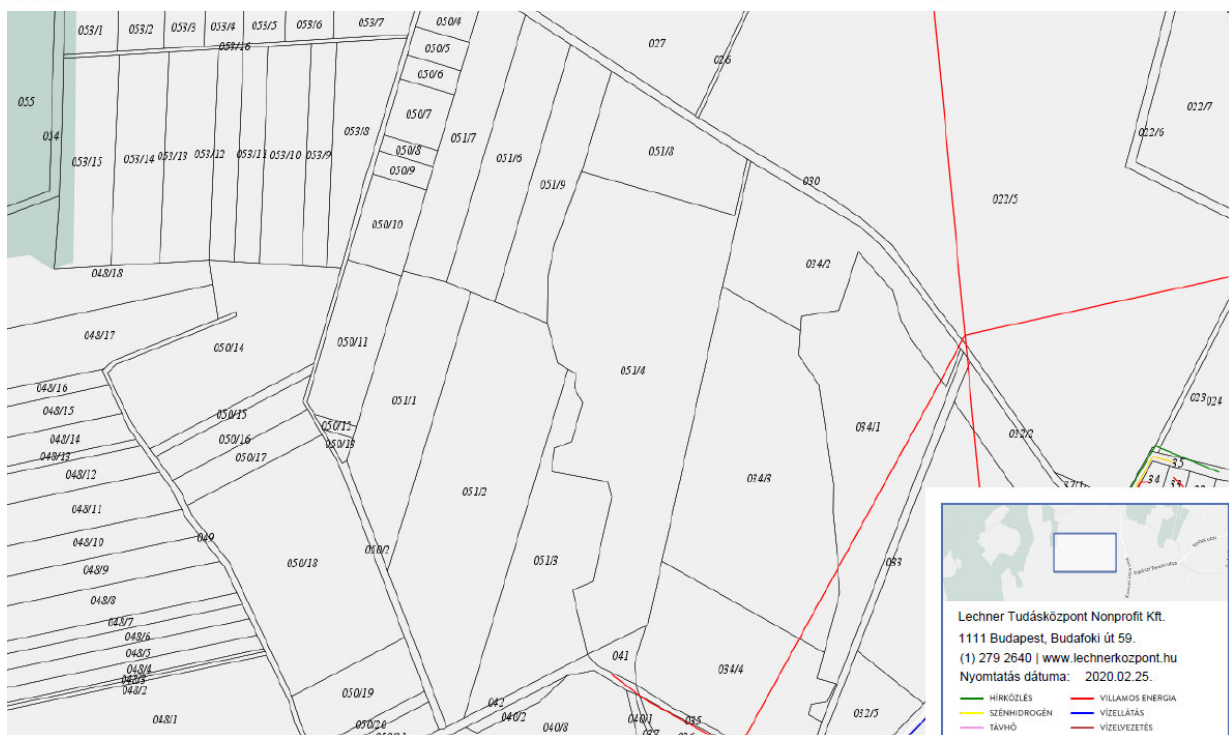 053/1 053/2 053/3 053/4 053/5 053/6 053/7 050/4
053/16 050/5 027 026
050/6
055 054 050/7 022/7
053/15 053/14 053/13 053/12 053/11 053/10 053/9 053/8 050/8 051/7 051/6 051/8 022/6
050/9 051/9 030
050/10 022/5
048/18 034/2
048/17 050/14 050/11
051/4
048/16 051/1 023 024
048/15 050/15 050/12 034/1 032/2
048/14 050/16 050/13
048/13 050/17 35
048/12 34
048/11 051/2 034/3
049
048/10 050/2
048/9 050/18 051/3 033
048/8
048/7
048/6
048/5 041
048/4 034/4
048/3
048/2 050/19 042
048/1 050/20 040/2 040/8 040/1 035 032/5
Lechner Tudásközpont Nonprofit Kft.
1111 Budapest, Budafoki út 59.
(1) 279 2640 | www.lechnerkozpont.hu
Nyomtatás dátuma: 2020.02.25.
HÍRKÖZLÉS VILLAMOS ENERGIA
SZÉNHIDROGÉN VÍZELLÁTÁS
TÁVHŐ VÍZELVEZETÉS